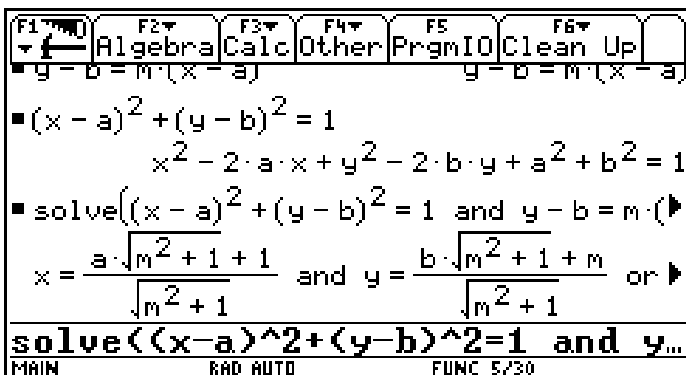 F1 F2 F3 F4 F5 F6
Algebra Calc Other PrgmIO Clean Up
▪y − b = m·(x − a) y − b = m·(x − a)
▪(x − a)² + (y − b)² = 1
x² − 2·a·x + y² − 2·b·y + a² + b² = 1
▪solve((x − a)² + (y − b)² = 1 and y − b = m·(▶
x = (a·√(m² + 1) + 1)/√(m² + 1) and y = (b·√(m² + 1) + m)/√(m² + 1) or ▶
solve((x-a)^2+(y-b)^2=1 and y…
MAIN RAD AUTO FUNC 5/30